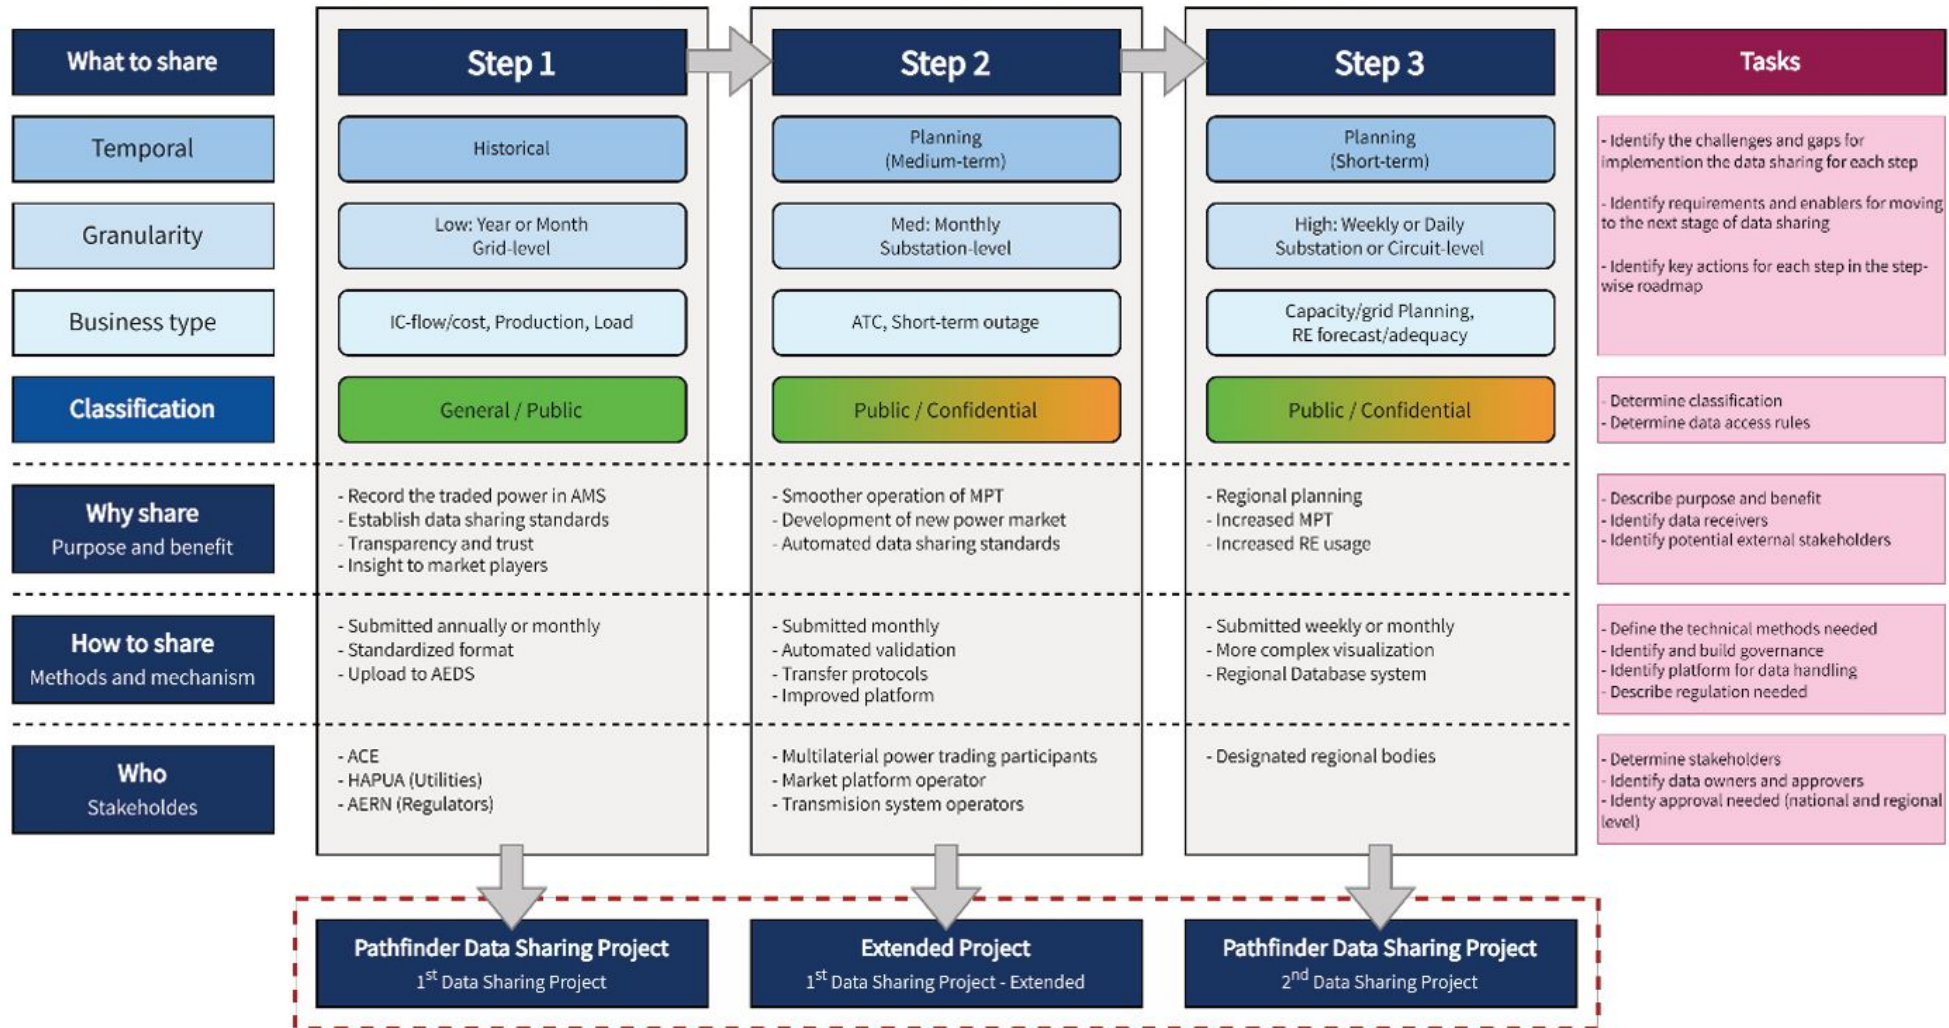 What to share
Step 1
Step 2
Step 3
Tasks
Temporal
Historical
Planning
(Medium-term)
Planning
(Short-term)
- Identify the challenges and gaps for
implemention the data sharing for each step
- Identify requirements and enablers for moving
to the next stage of data sharing
- Identify key actions for each step in the step-
wise roadmap
Granularity
Low: Year or Month
Grid-level
Med: Monthly
Substation-level
High: Weekly or Daily
Substation or Circuit-level
Business type
IC-flow/cost, Production, Load
ATC, Short-term outage
Capacity/grid Planning,
RE forecast/adequacy
Classification
General / Public
Public / Confidential
Public / Confidential
- Determine classification
- Determine data access rules
Why share
Purpose and benefit
- Record the traded power in AMS
- Establish data sharing standards
- Transparency and trust
- Insight to market players
- Smoother operation of MPT
- Development of new power market
- Automated data sharing standards
- Regional planning
- Increased MPT
- Increased RE usage
- Describe purpose and benefit
- Identify data receivers
- Identify potential external stakeholders
How to share
Methods and mechanism
- Submitted annually or monthly
- Standardized format
- Upload to AEDS
- Submitted monthly
- Automated validation
- Transfer protocols
- Improved platform
- Submitted weekly or monthly
- More complex visualization
- Regional Database system
- Define the technical methods needed
- Identify and build governance
- Identify platform for data handling
- Describe regulation needed
Who
Stakeholdes
- ACE
- HAPUA (Utilities)
- AERN (Regulators)
- Multilaterial power trading participants
- Market platform operator
- Transmision system operators
- Designated regional bodies
- Determine stakeholders
- Identify data owners and approvers
- Identy approval needed (national and regional
level)
Pathfinder Data Sharing Project
1st Data Sharing Project
Extended Project
1st Data Sharing Project - Extended
Pathfinder Data Sharing Project
2nd Data Sharing Project